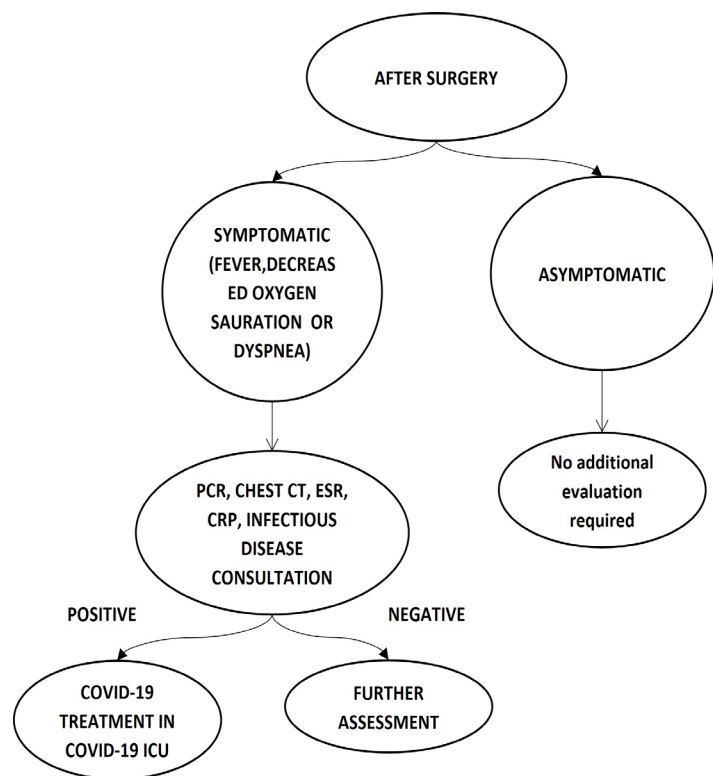 AFTER SURGERY
SYMPTOMATIC
(FEVER,DECREAS
ED OXYGEN
SAURATION OR
DYSPNEA)
ASYMPTOMATIC
PCR, CHEST CT, ESR,
CRP, INFECTIOUS
DISEASE
CONSULTATION
No additional
evaluation
required
POSITIVE
NEGATIVE
COVID-19
TREATMENT IN
COVID-19 ICU
FURTHER
ASSESSMENT